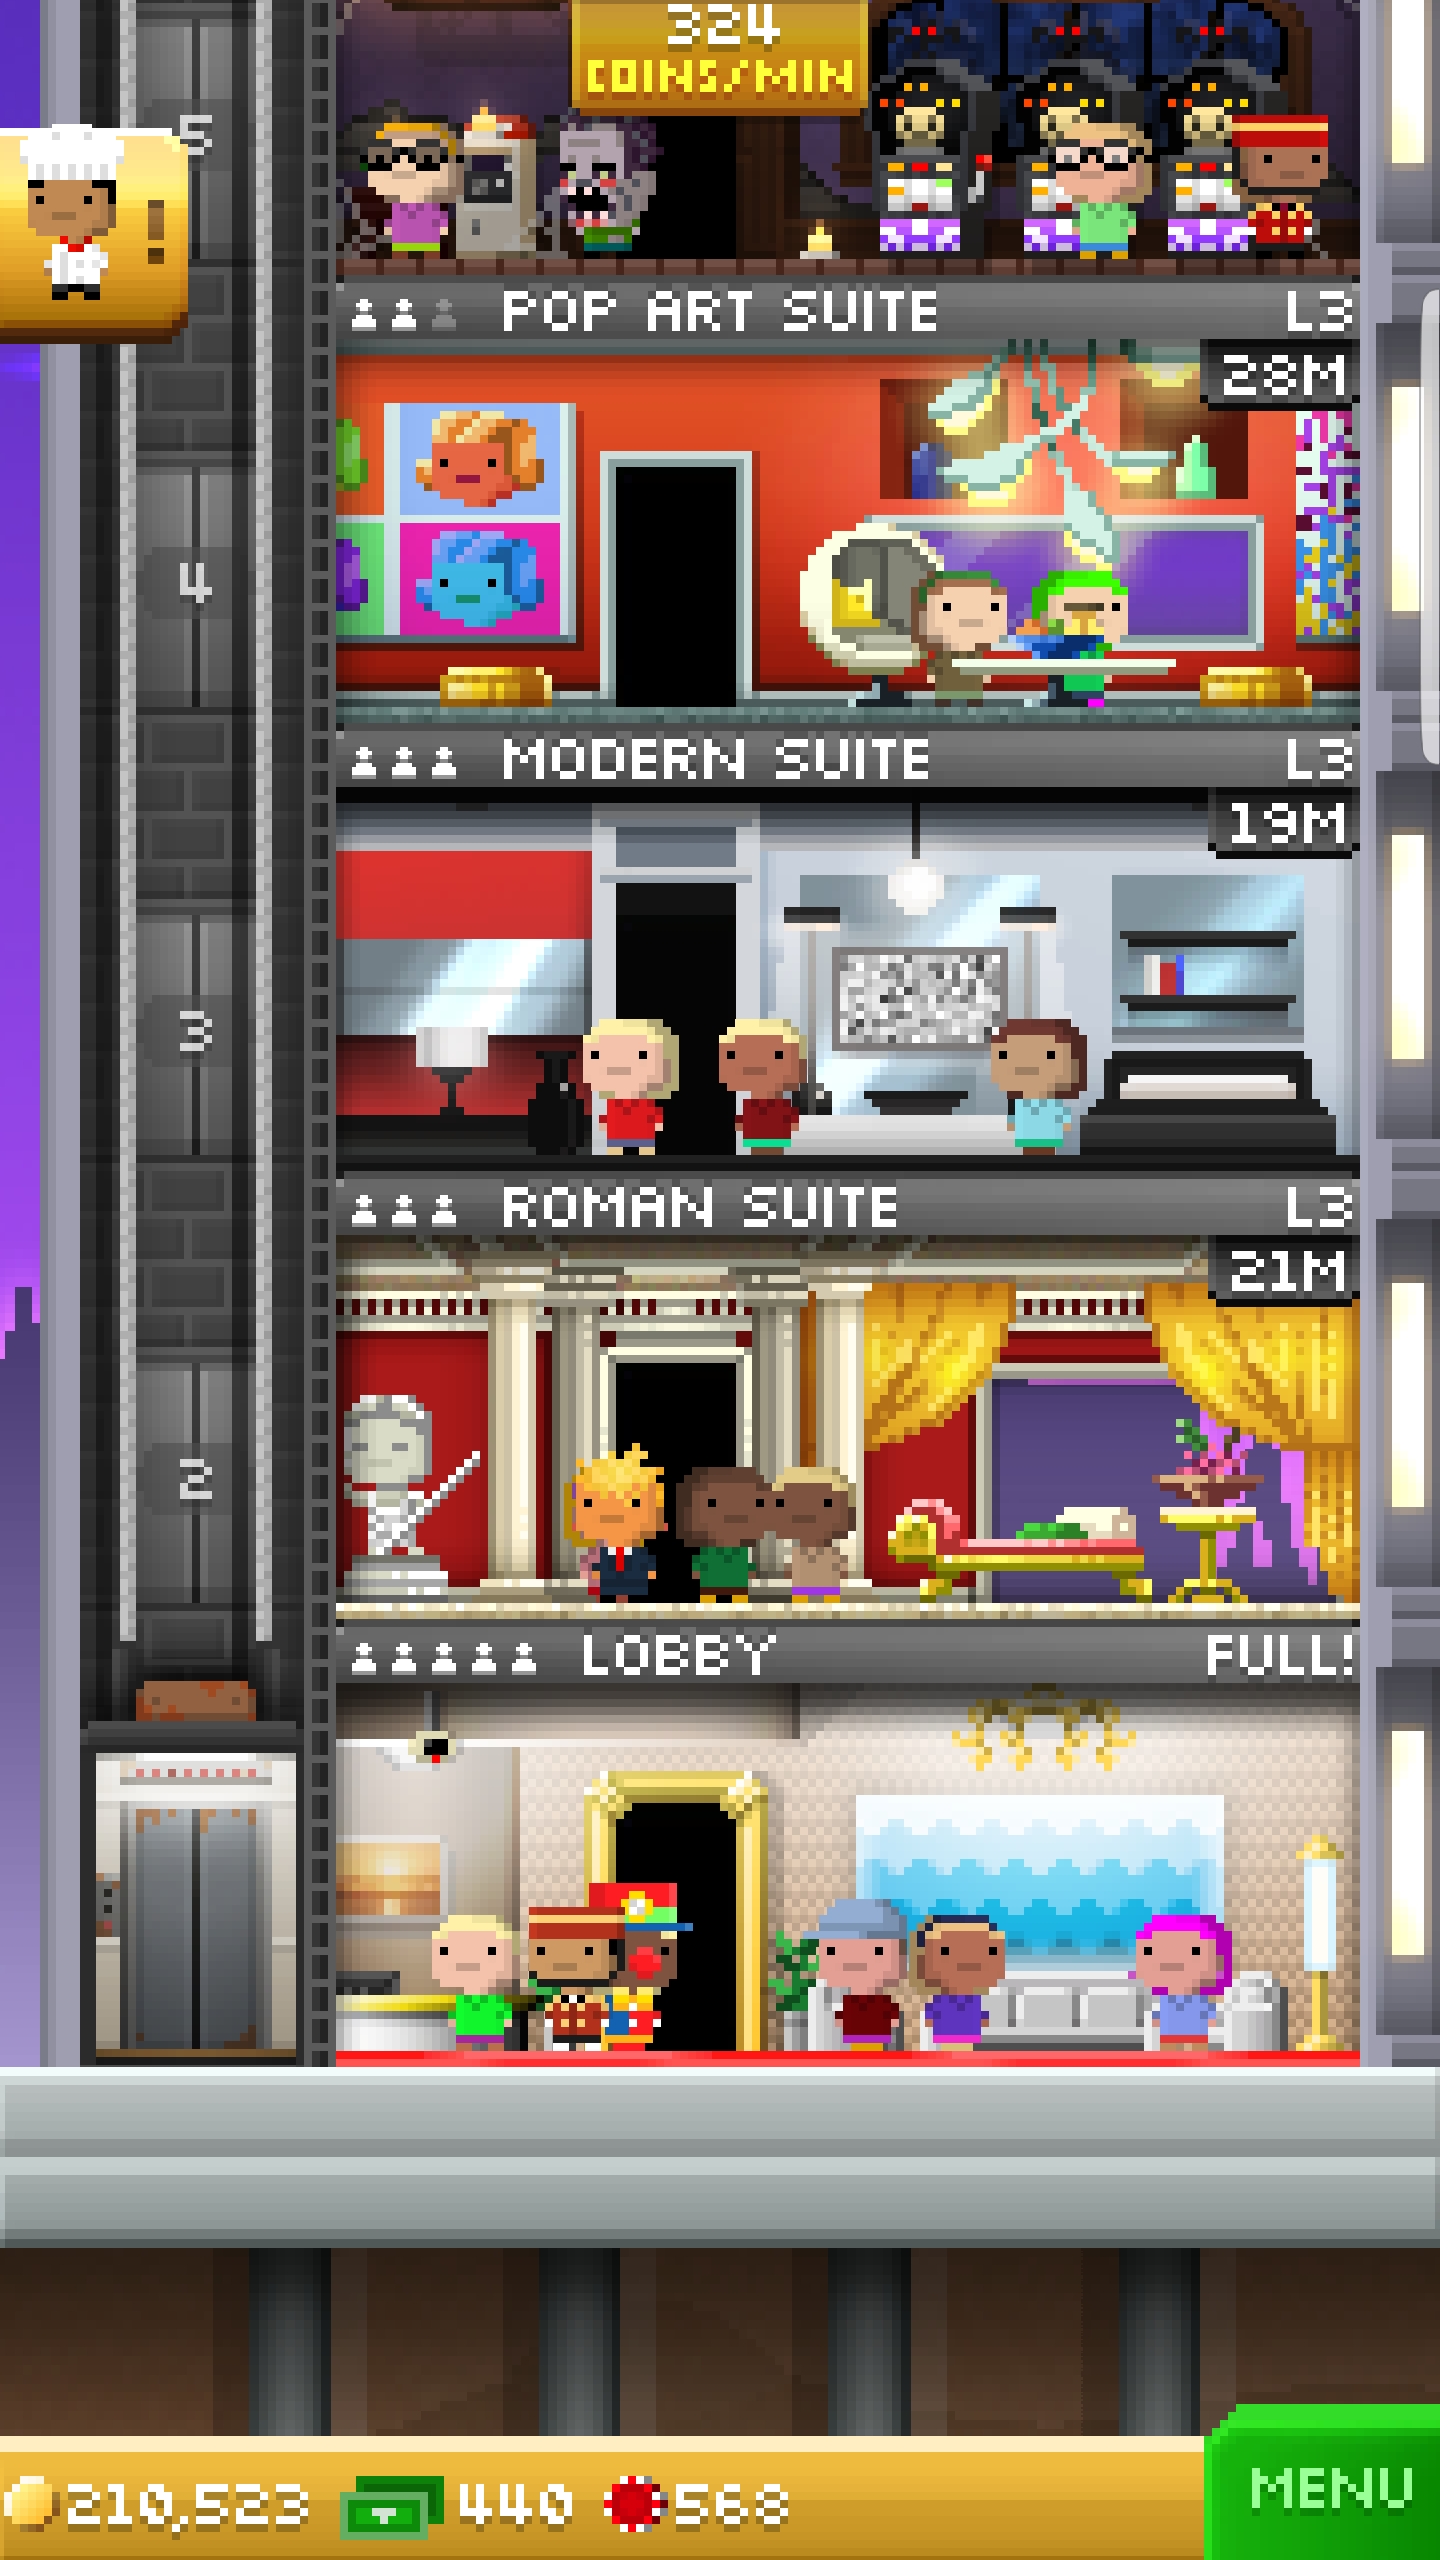 324
COINS/MIN
5
!
POP ART SUITE L3
28M
4
MODERN SUITE L3
19M
3
ROMAN SUITE L3
21M
2
LOBBY FULL!
210,523 440 568
MENU